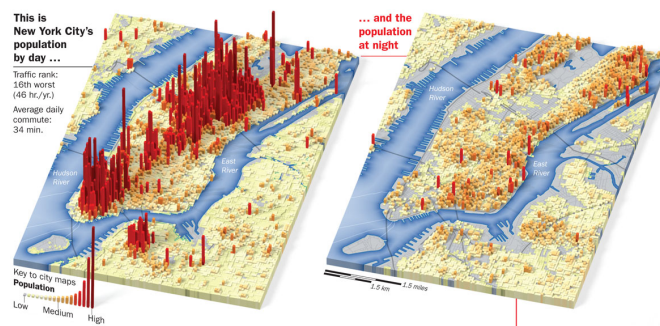 This is
New York City's
population
by day ...
Traffic rank:
16th worst
(46 hr./yr.)
Average daily
commute:
34 min.
Hudson
River
East
River
Key to city maps
Population
Low
Medium
High
... and the
population
at night
Hudson
River
East
River
1.5 km
1.5 miles